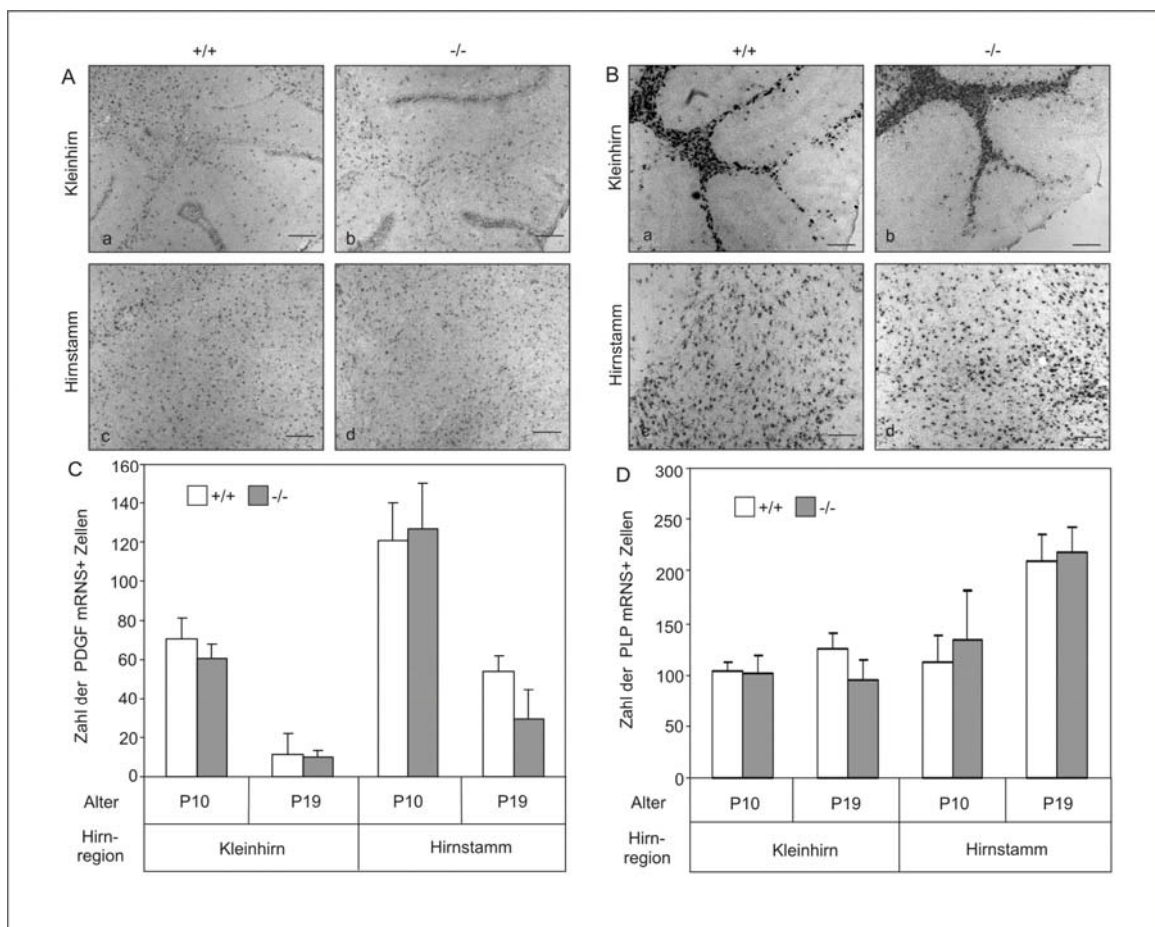 +/+ -/-
A
Kleinhirn
a b
Hirnstamm
c d
+/+ -/-
B
Kleinhirn
a b
Hirnstamm
d
C
Zahl der PDGF mRNS+ Zellen
160
140
120
100
80
60
40
20
0
+/+ -/-
Alter P10 P19 P10 P19
Hirn-
region Kleinhirn Hirnstamm
D
Zahl der PLP mRNS+ Zellen
300
250
200
150
100
50
0
+/+ -/-
Alter P10 P19 P10 P19
Hirn-
region Kleinhirn Hirnstamm